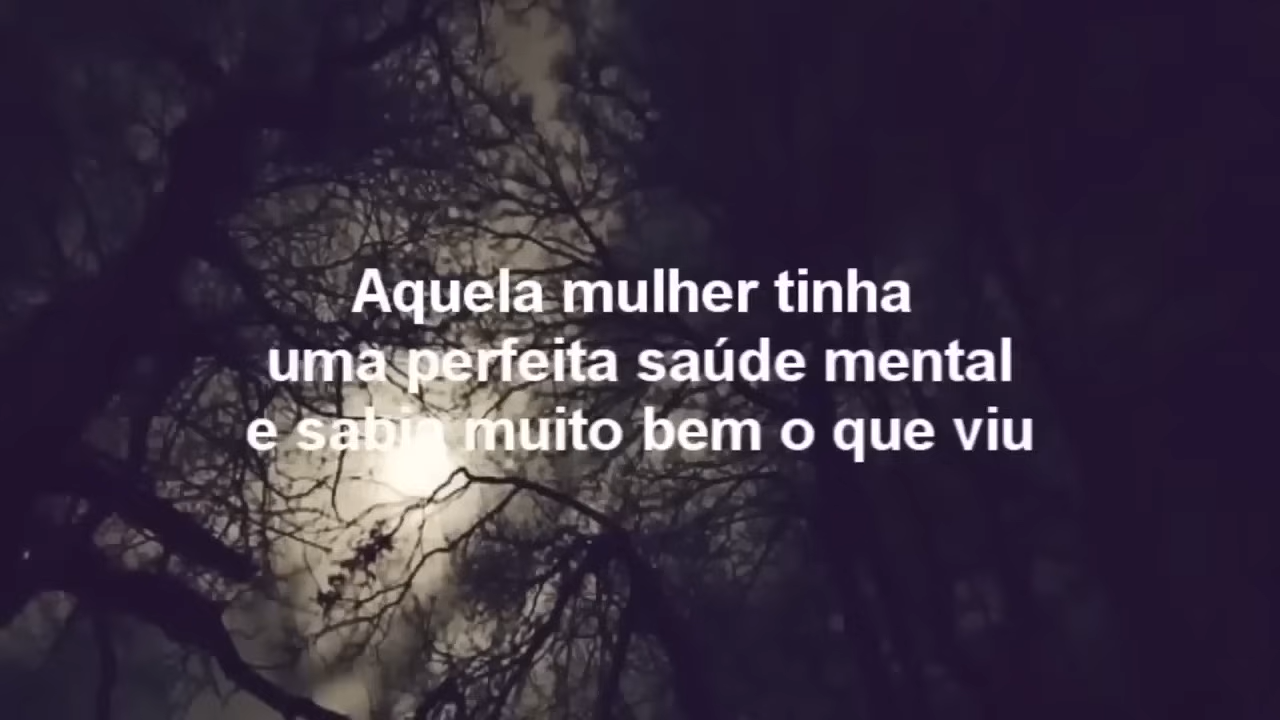 Aquela mulher tinha
uma perfeita saúde mental
e sabia muito bem o que viu